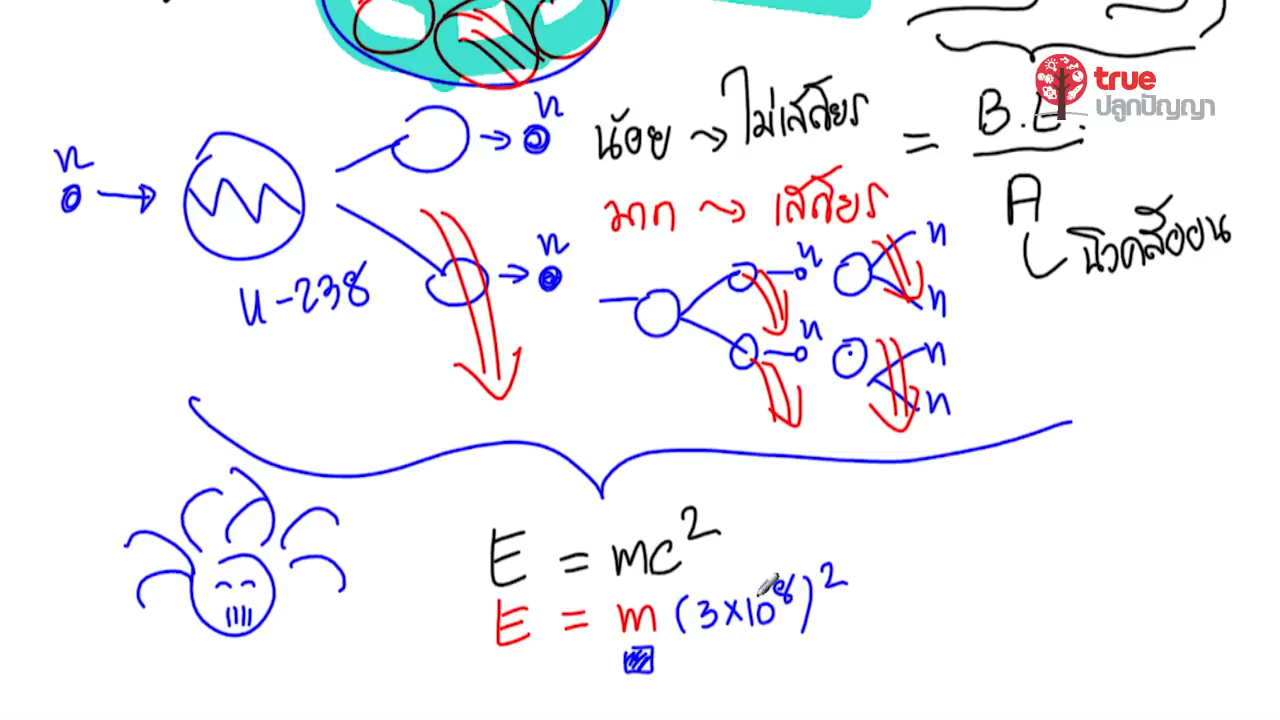 true
ปลูกปัญญา
n
n
น้อย → ไม่เสถียร
= B.E.
A
นิวคลีออน
มาก → เสถียร
U-238
n
n
n
n
n
n
n
E = mc²
E = m (3×10⁸)²